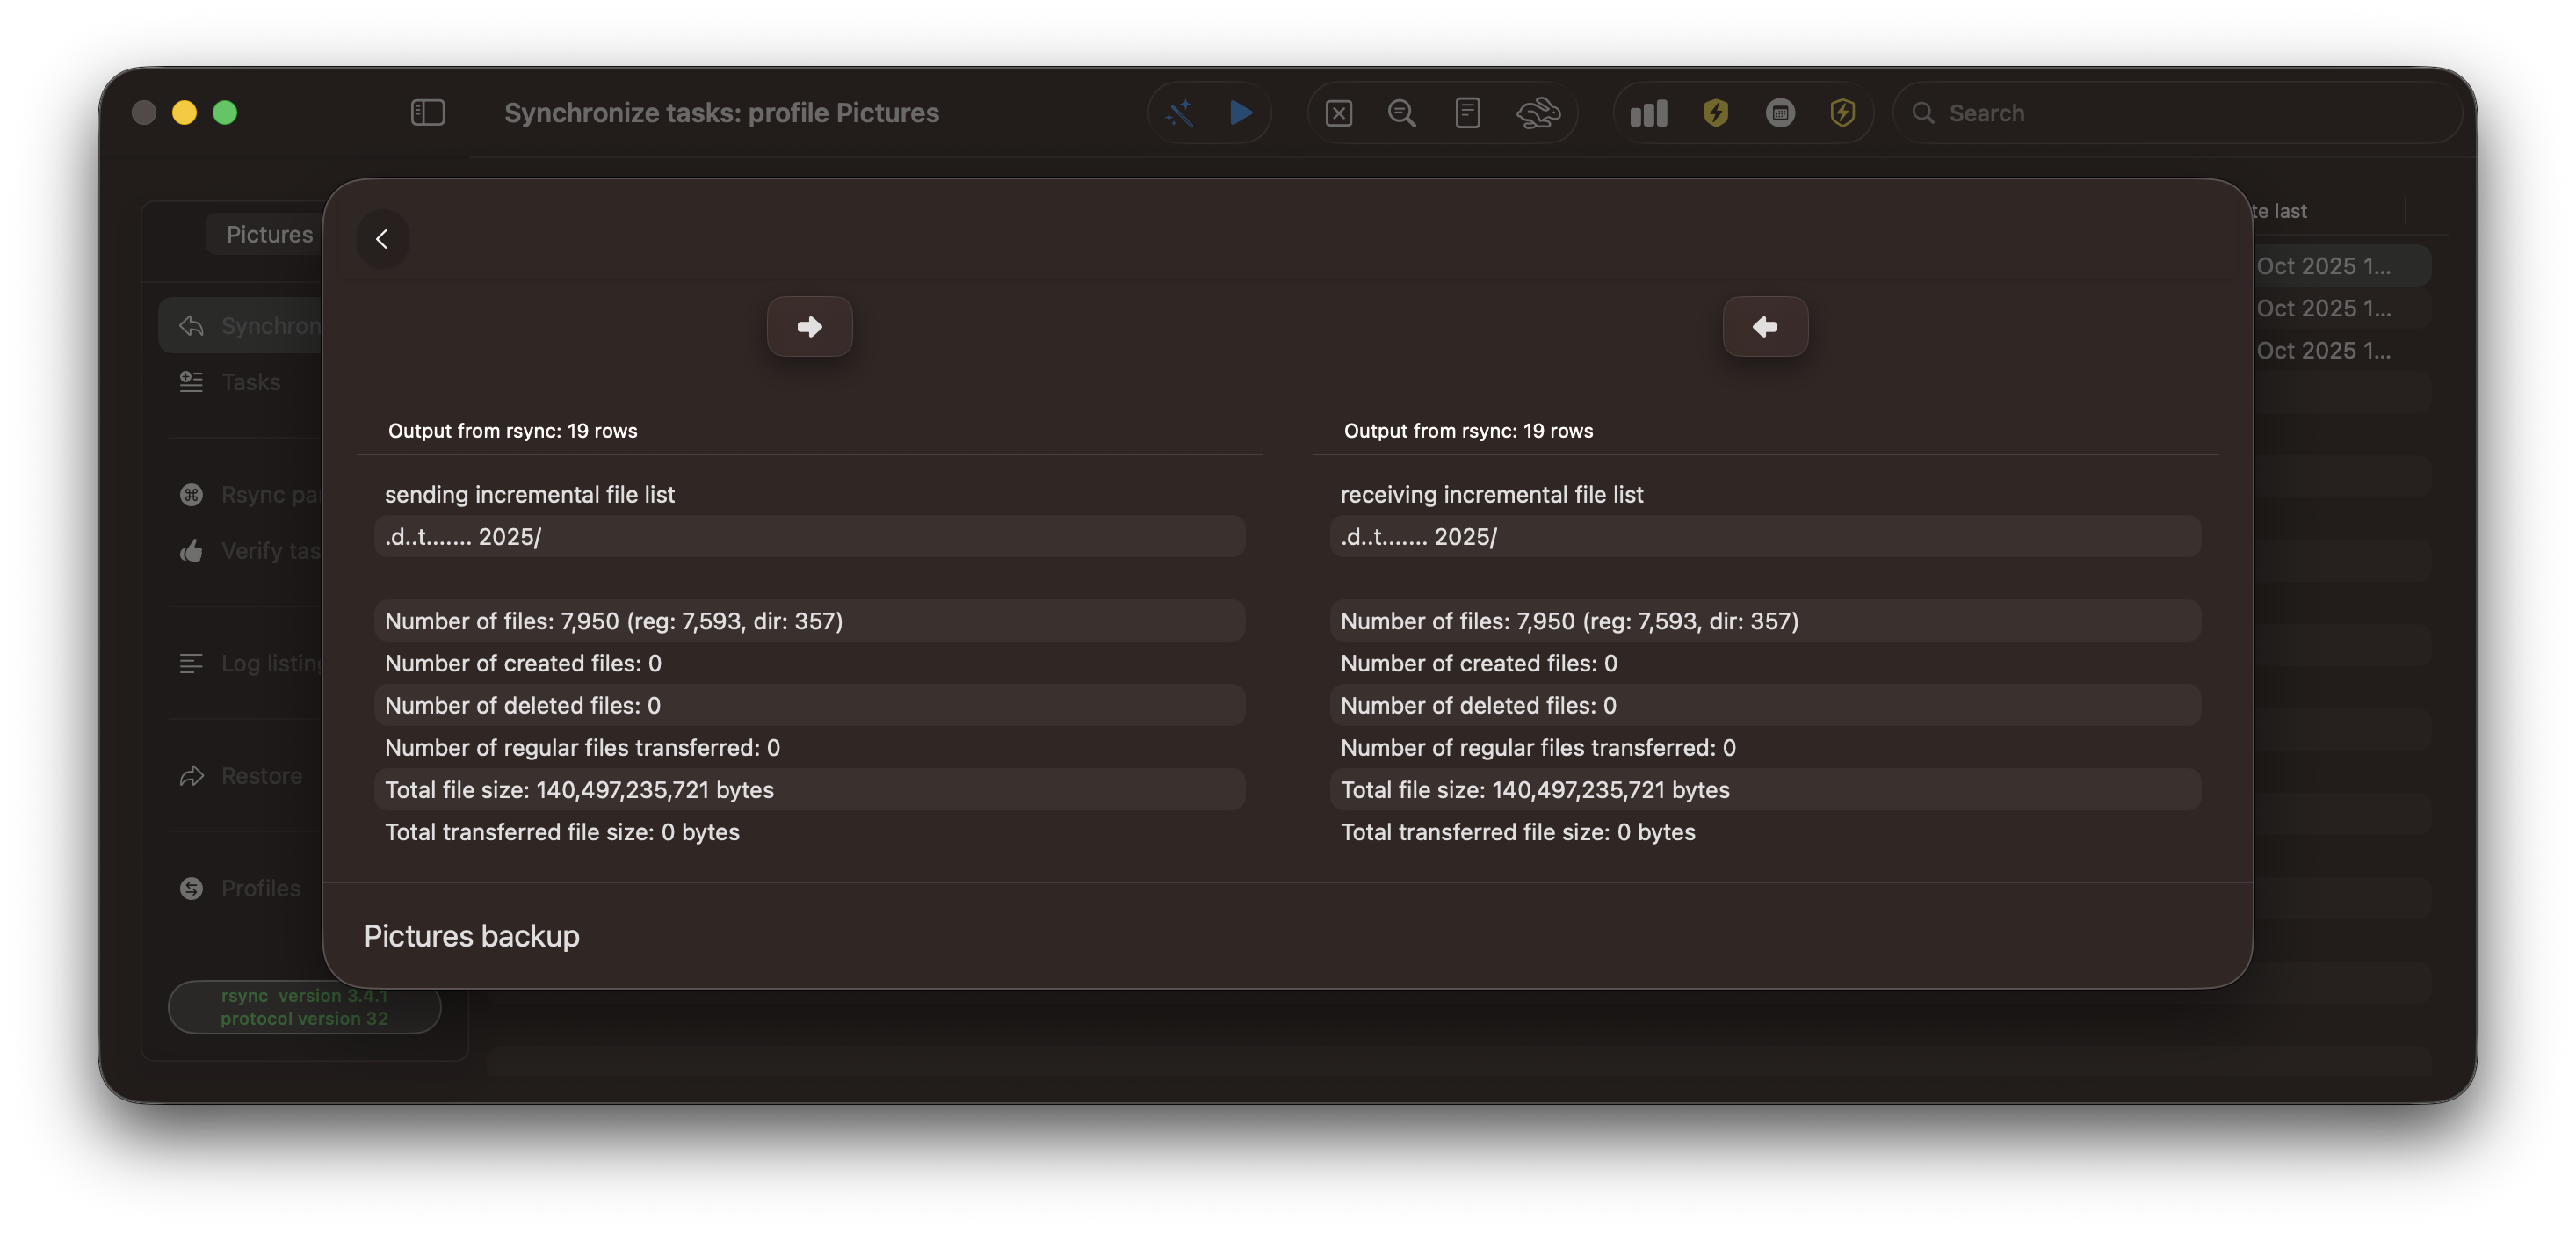 Synchronize tasks: profile Pictures
Search
Pictures
Synchron
Tasks
Rsync pa
Verify tas
Log listing
Restore
Profiles
rsync version 3.4.1
protocol version 32
te last
Oct 2025 1...
Oct 2025 1...
Oct 2025 1...
Output from rsync: 19 rows
sending incremental file list
.d..t....... 2025/
Number of files: 7,950 (reg: 7,593, dir: 357)
Number of created files: 0
Number of deleted files: 0
Number of regular files transferred: 0
Total file size: 140,497,235,721 bytes
Total transferred file size: 0 bytes
Output from rsync: 19 rows
receiving incremental file list
.d..t....... 2025/
Number of files: 7,950 (reg: 7,593, dir: 357)
Number of created files: 0
Number of deleted files: 0
Number of regular files transferred: 0
Total file size: 140,497,235,721 bytes
Total transferred file size: 0 bytes
Pictures backup